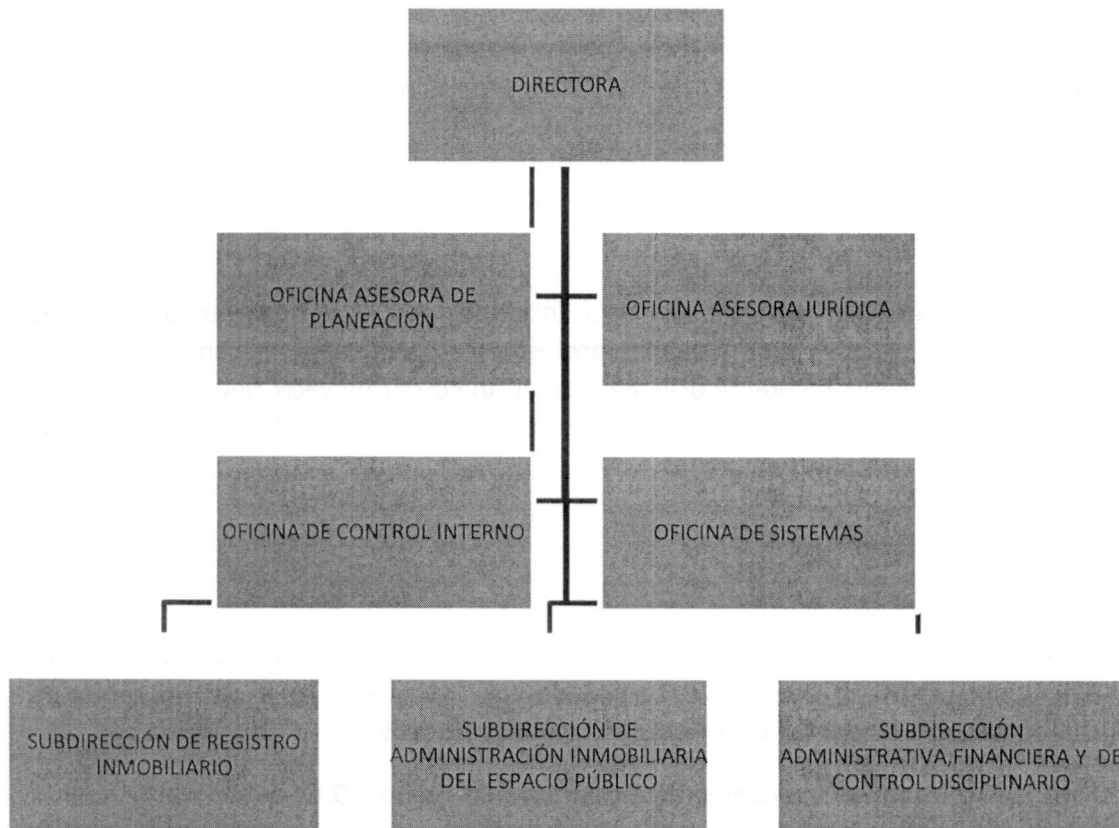 DIRECTORA
OFICINA ASESORA DE
PLANEACIÓN
OFICINA ASESORA JURÍDICA
OFICINA DE CONTROL INTERNO
OFICINA DE SISTEMAS
SUBDIRECCIÓN DE REGISTRO
INMOBILIARIO
SUBDIRECCIÓN DE
ADMINISTRACIÓN INMOBILIARIA
DEL ESPACIO PÚBLICO
SUBDIRECCIÓN
ADMINISTRATIVA,FINANCIERA Y DE
CONTROL DISCIPLINARIO